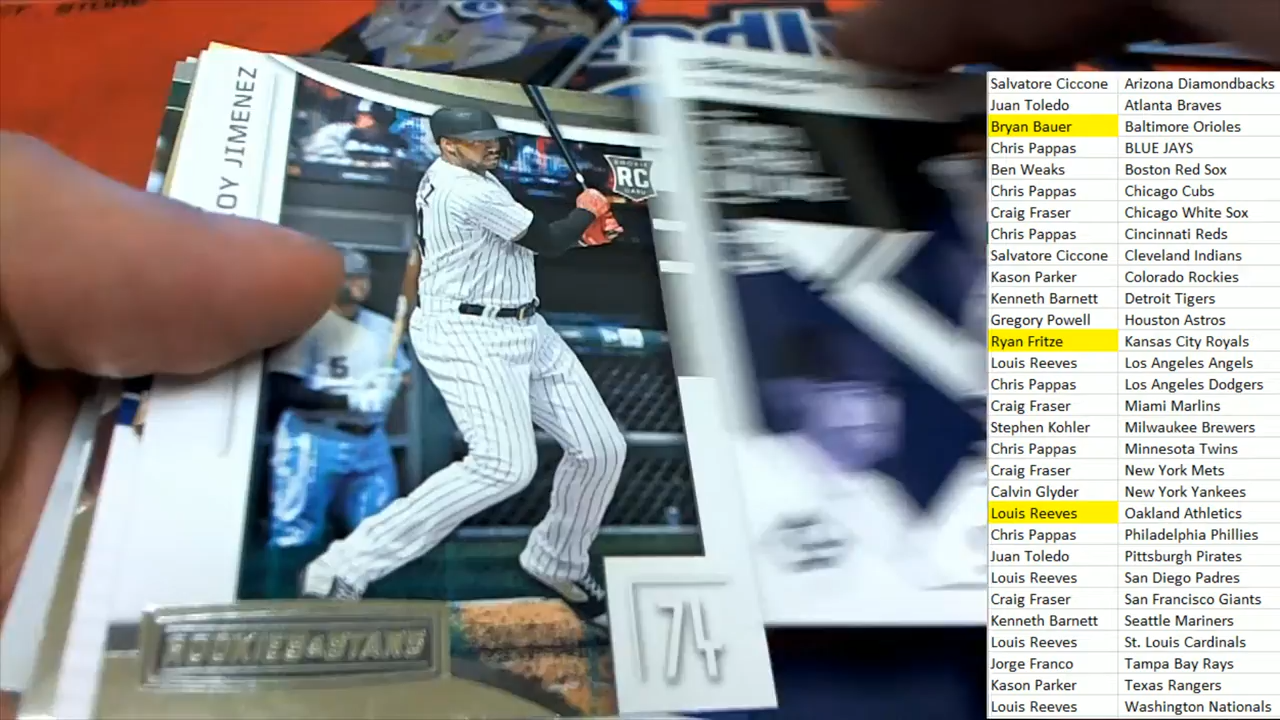 OY JIMENEZ
ROOKIE
RC
CARD
5
ROOKIES & STARS
74
Salvatore Ciccone Arizona Diamondbacks
Juan Toledo Atlanta Braves
Bryan Bauer Baltimore Orioles
Chris Pappas BLUE JAYS
Ben Weaks Boston Red Sox
Chris Pappas Chicago Cubs
Craig Fraser Chicago White Sox
Chris Pappas Cincinnati Reds
Salvatore Ciccone Cleveland Indians
Kason Parker Colorado Rockies
Kenneth Barnett Detroit Tigers
Gregory Powell Houston Astros
Ryan Fritze Kansas City Royals
Louis Reeves Los Angeles Angels
Chris Pappas Los Angeles Dodgers
Craig Fraser Miami Marlins
Stephen Kohler Milwaukee Brewers
Chris Pappas Minnesota Twins
Craig Fraser New York Mets
Calvin Glyder New York Yankees
Louis Reeves Oakland Athletics
Chris Pappas Philadelphia Phillies
Juan Toledo Pittsburgh Pirates
Louis Reeves San Diego Padres
Craig Fraser San Francisco Giants
Kenneth Barnett Seattle Mariners
Louis Reeves St. Louis Cardinals
Jorge Franco Tampa Bay Rays
Kason Parker Texas Rangers
Louis Reeves Washington Nationals